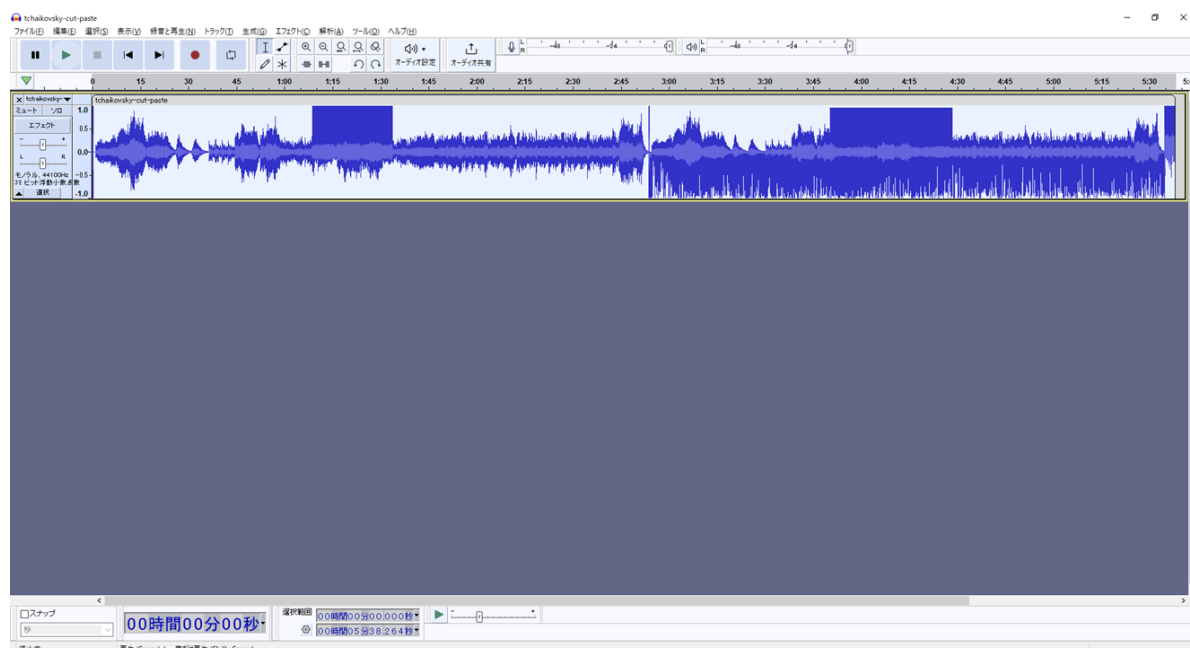 tchaikovsky-cut-paste
ファイル(F) 編集(E) 選択(S) 表示(V) 録音と再生(N) トラック(T) 生成(G) エフェクト(C) 解析(A) ツール(O) ヘルプ(H)
オーディオ設定 オーディオ共有
L R -48 -24 0 L R -48 -24 0
0 15 30 45 1:00 1:15 1:30 1:45 2:00 2:15 2:30 2:45 3:00 3:15 3:30 3:45 4:00 4:15 4:30 4:45 5:00 5:15 5:30
tchaikovsky- tchaikovsky-cut-paste
ミュート ソロ 1.0
エフェクト 0.5
- + 0.0
L R
モノラル、44100Hz -0.5
32 ビット浮動小数点数
選択 -1.0
スナップ
秒
00時間00分00秒
選択範囲
00時間00分00.000秒
00時間05分38.264秒
- +